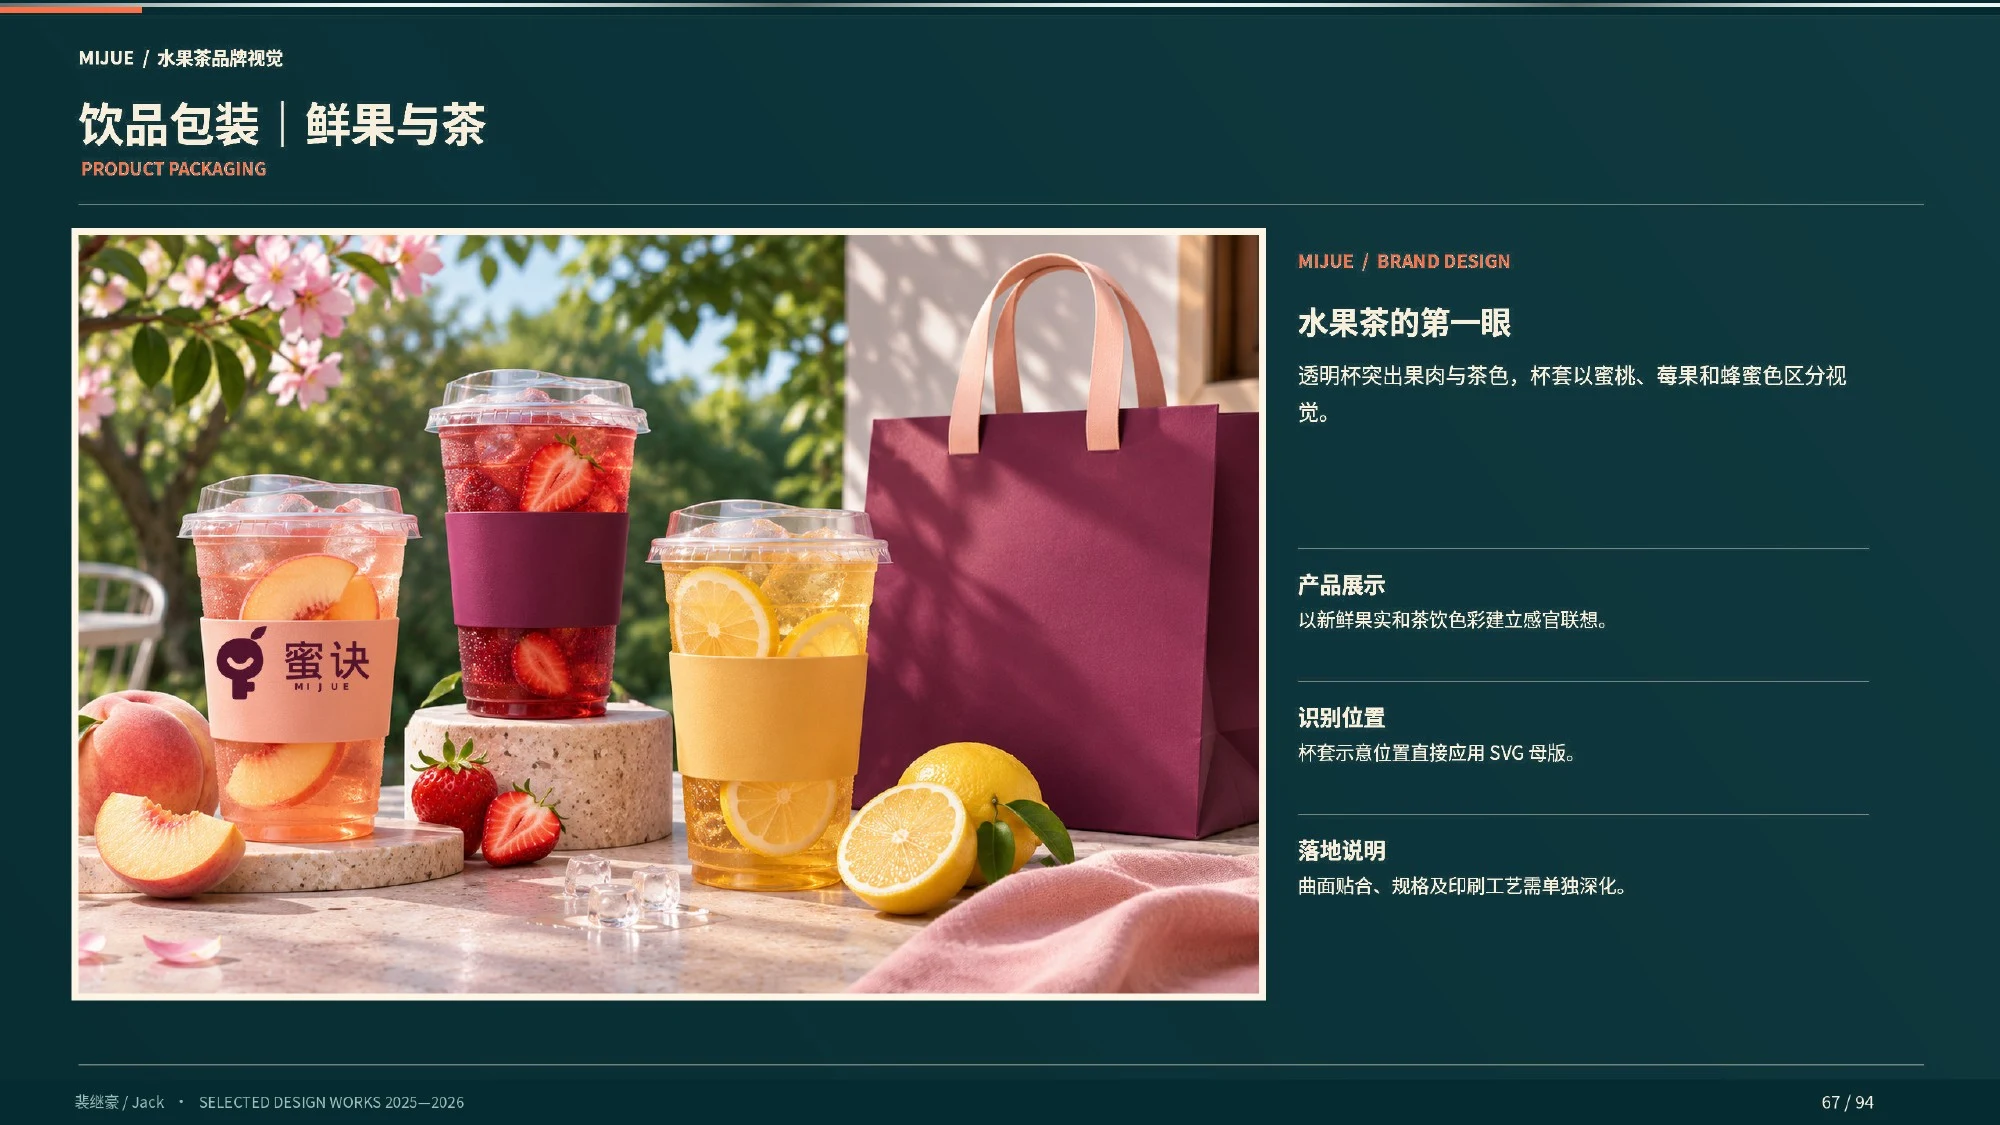 MIJUE / 水果茶品牌视觉
饮品包装｜鲜果与茶
PRODUCT PACKAGING
蜜诀
MIJUE
MIJUE / BRAND DESIGN
水果茶的第一眼
透明杯突出果肉与茶色，杯套以蜜桃、莓果和蜂蜜色区分视
觉。
产品展示
以新鲜果实和茶饮色彩建立感官联想。
识别位置
杯套示意位置直接应用 SVG 母版。
落地说明
曲面贴合、规格及印刷工艺需单独深化。
裴继豪 / Jack · SELECTED DESIGN WORKS 2025—2026
67 / 94